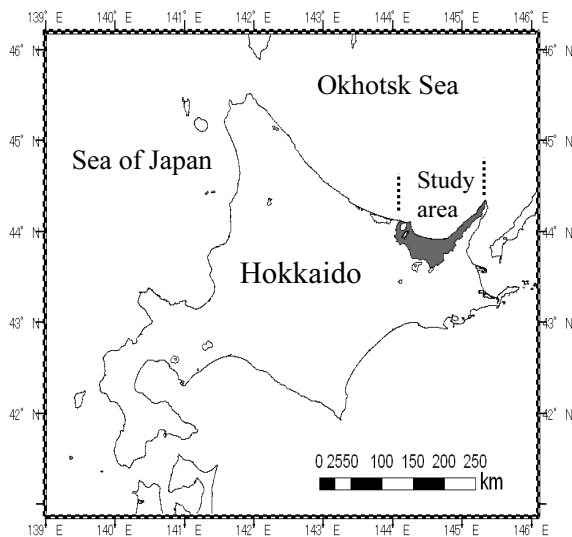 139° E 140° E 141° E 142° E 143° E 144° E 145° E 146° E
46° N 46° N
Okhotsk Sea
45° N 45° N
Sea of Japan
Study
area
44° N 44° N
Hokkaido
43° N 43° N
42° N 42° N
0 25 50 100 150 200 250
km
139° E 140° E 141° E 142° E 143° E 144° E 145° E 146° E